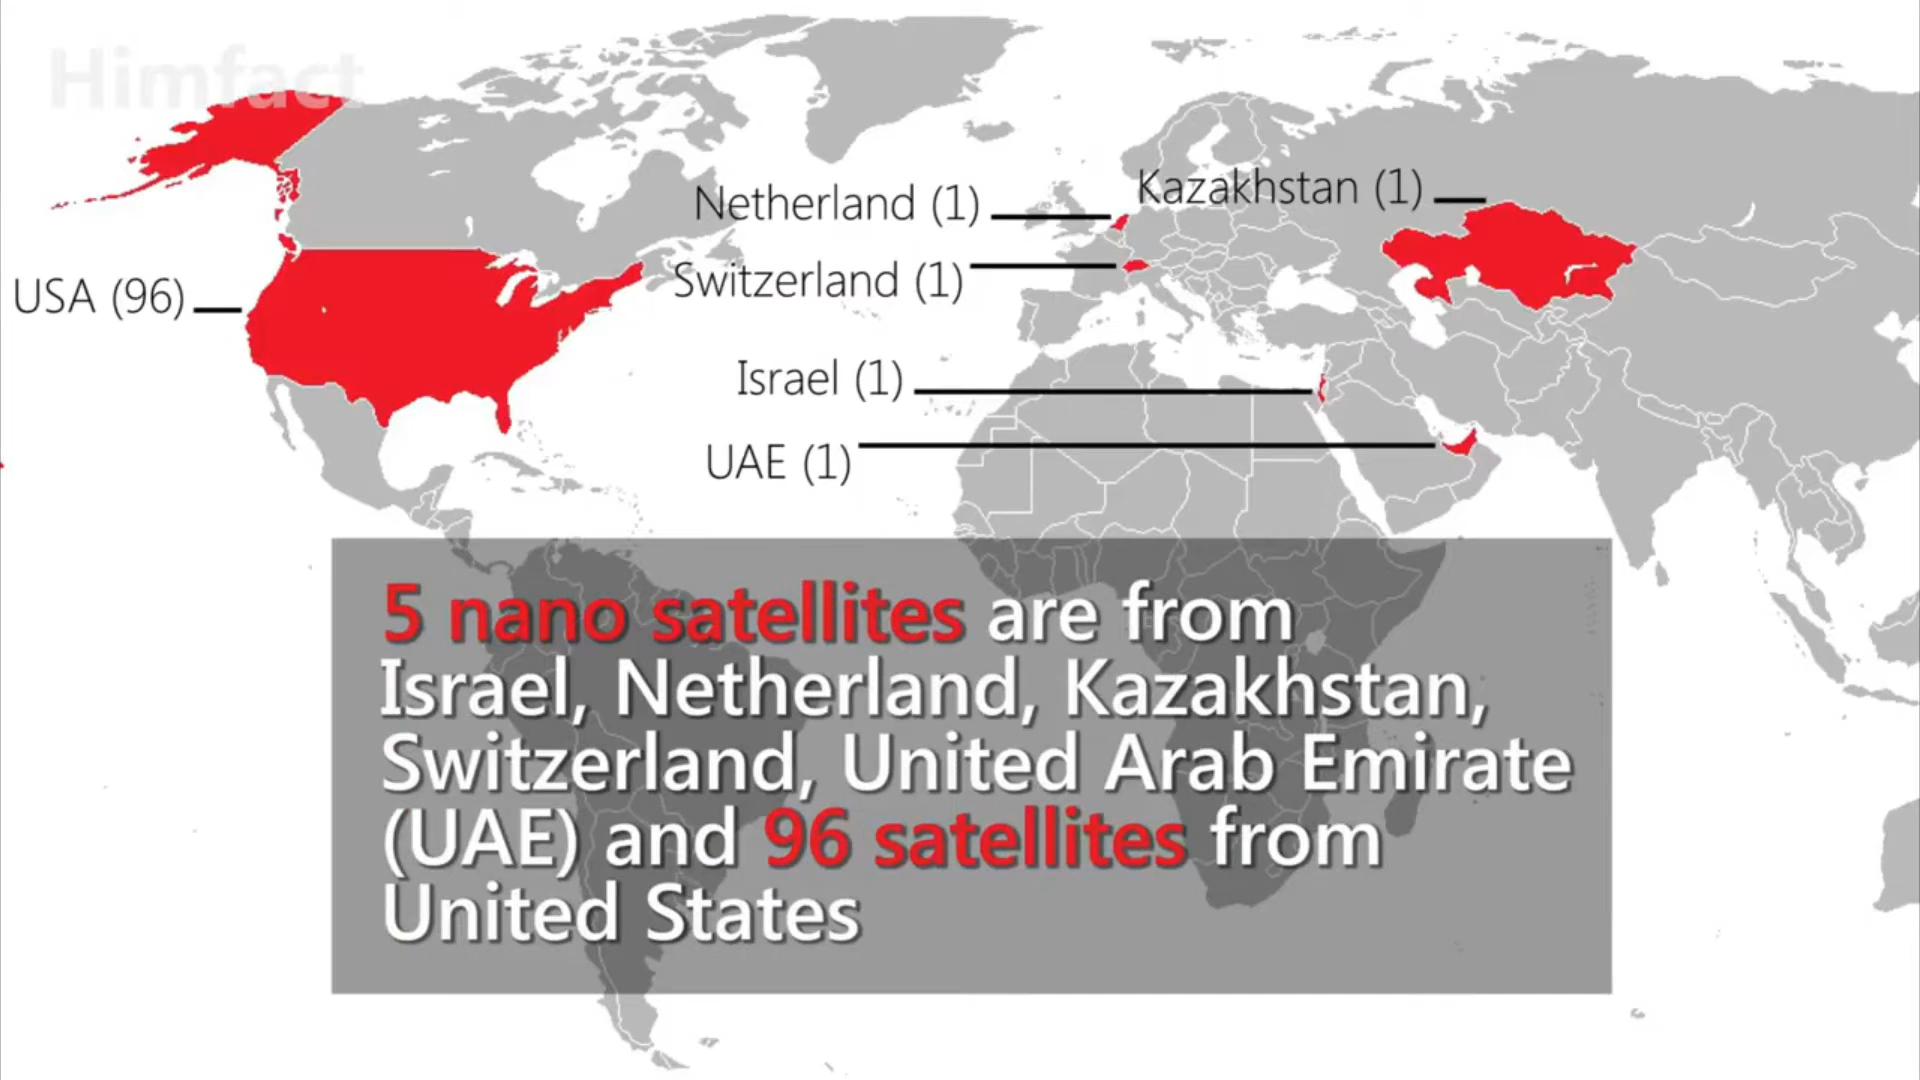 Himfact
Netherland (1)
Kazakhstan (1)
Switzerland (1)
USA (96)
Israel (1)
UAE (1)
5 nano satellites are from
Israel, Netherland, Kazakhstan,
Switzerland, United Arab Emirate
(UAE) and 96 satellites from
United States